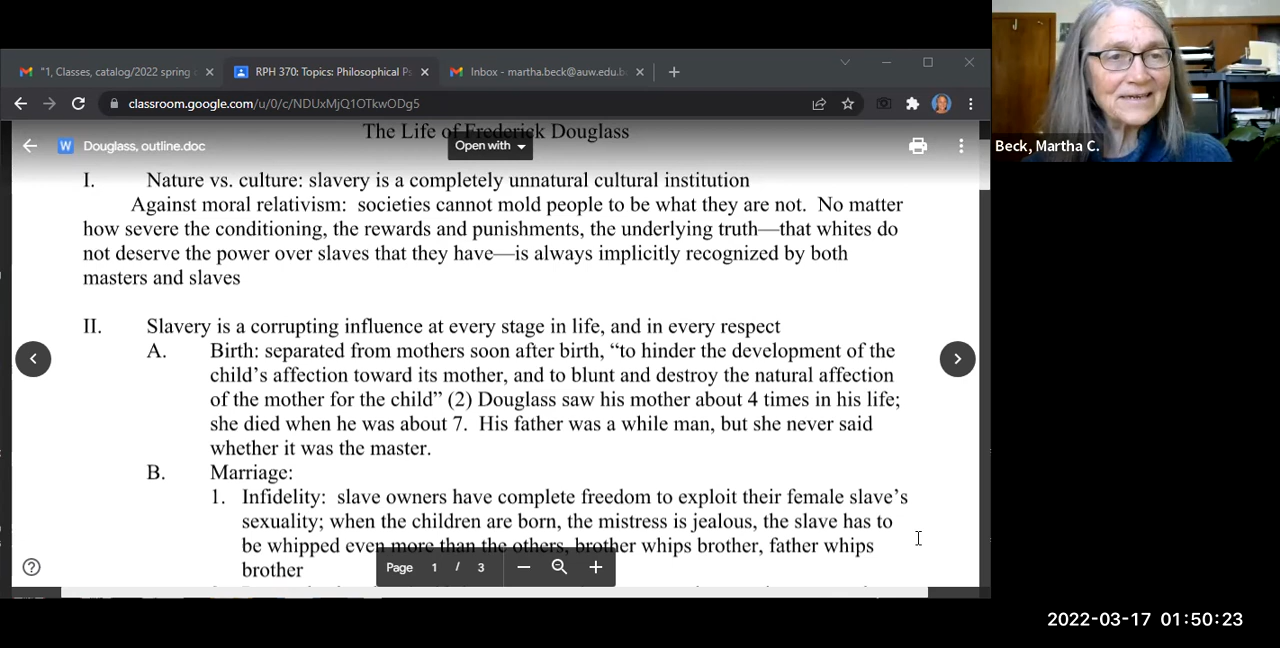 "1, Classes, catalog/2022 spring
RPH 370: Topics: Philosophical P
Inbox - martha.beck@auw.edu.b
classroom.google.com/u/0/c/NDUxMjQ1OTkwODg5
Beck, Martha C.
The Life of Frederick Douglass
W Douglass, outline.doc
Open with
I. Nature vs. culture: slavery is a completely unnatural cultural institution
Against moral relativism: societies cannot mold people to be what they are not. No matter
how severe the conditioning, the rewards and punishments, the underlying truth—that whites do
not deserve the power over slaves that they have—is always implicitly recognized by both
masters and slaves
II. Slavery is a corrupting influence at every stage in life, and in every respect
A. Birth: separated from mothers soon after birth, “to hinder the development of the
child’s affection toward its mother, and to blunt and destroy the natural affection
of the mother for the child” (2) Douglass saw his mother about 4 times in his life;
she died when he was about 7. His father was a while man, but she never said
whether it was the master.
B. Marriage:
1. Infidelity: slave owners have complete freedom to exploit their female slave’s
sexuality; when the children are born, the mistress is jealous, the slave has to
be whipped even more than the others, brother whips brother, father whips
brother
Page 1 / 3
2022-03-17 01:50:23